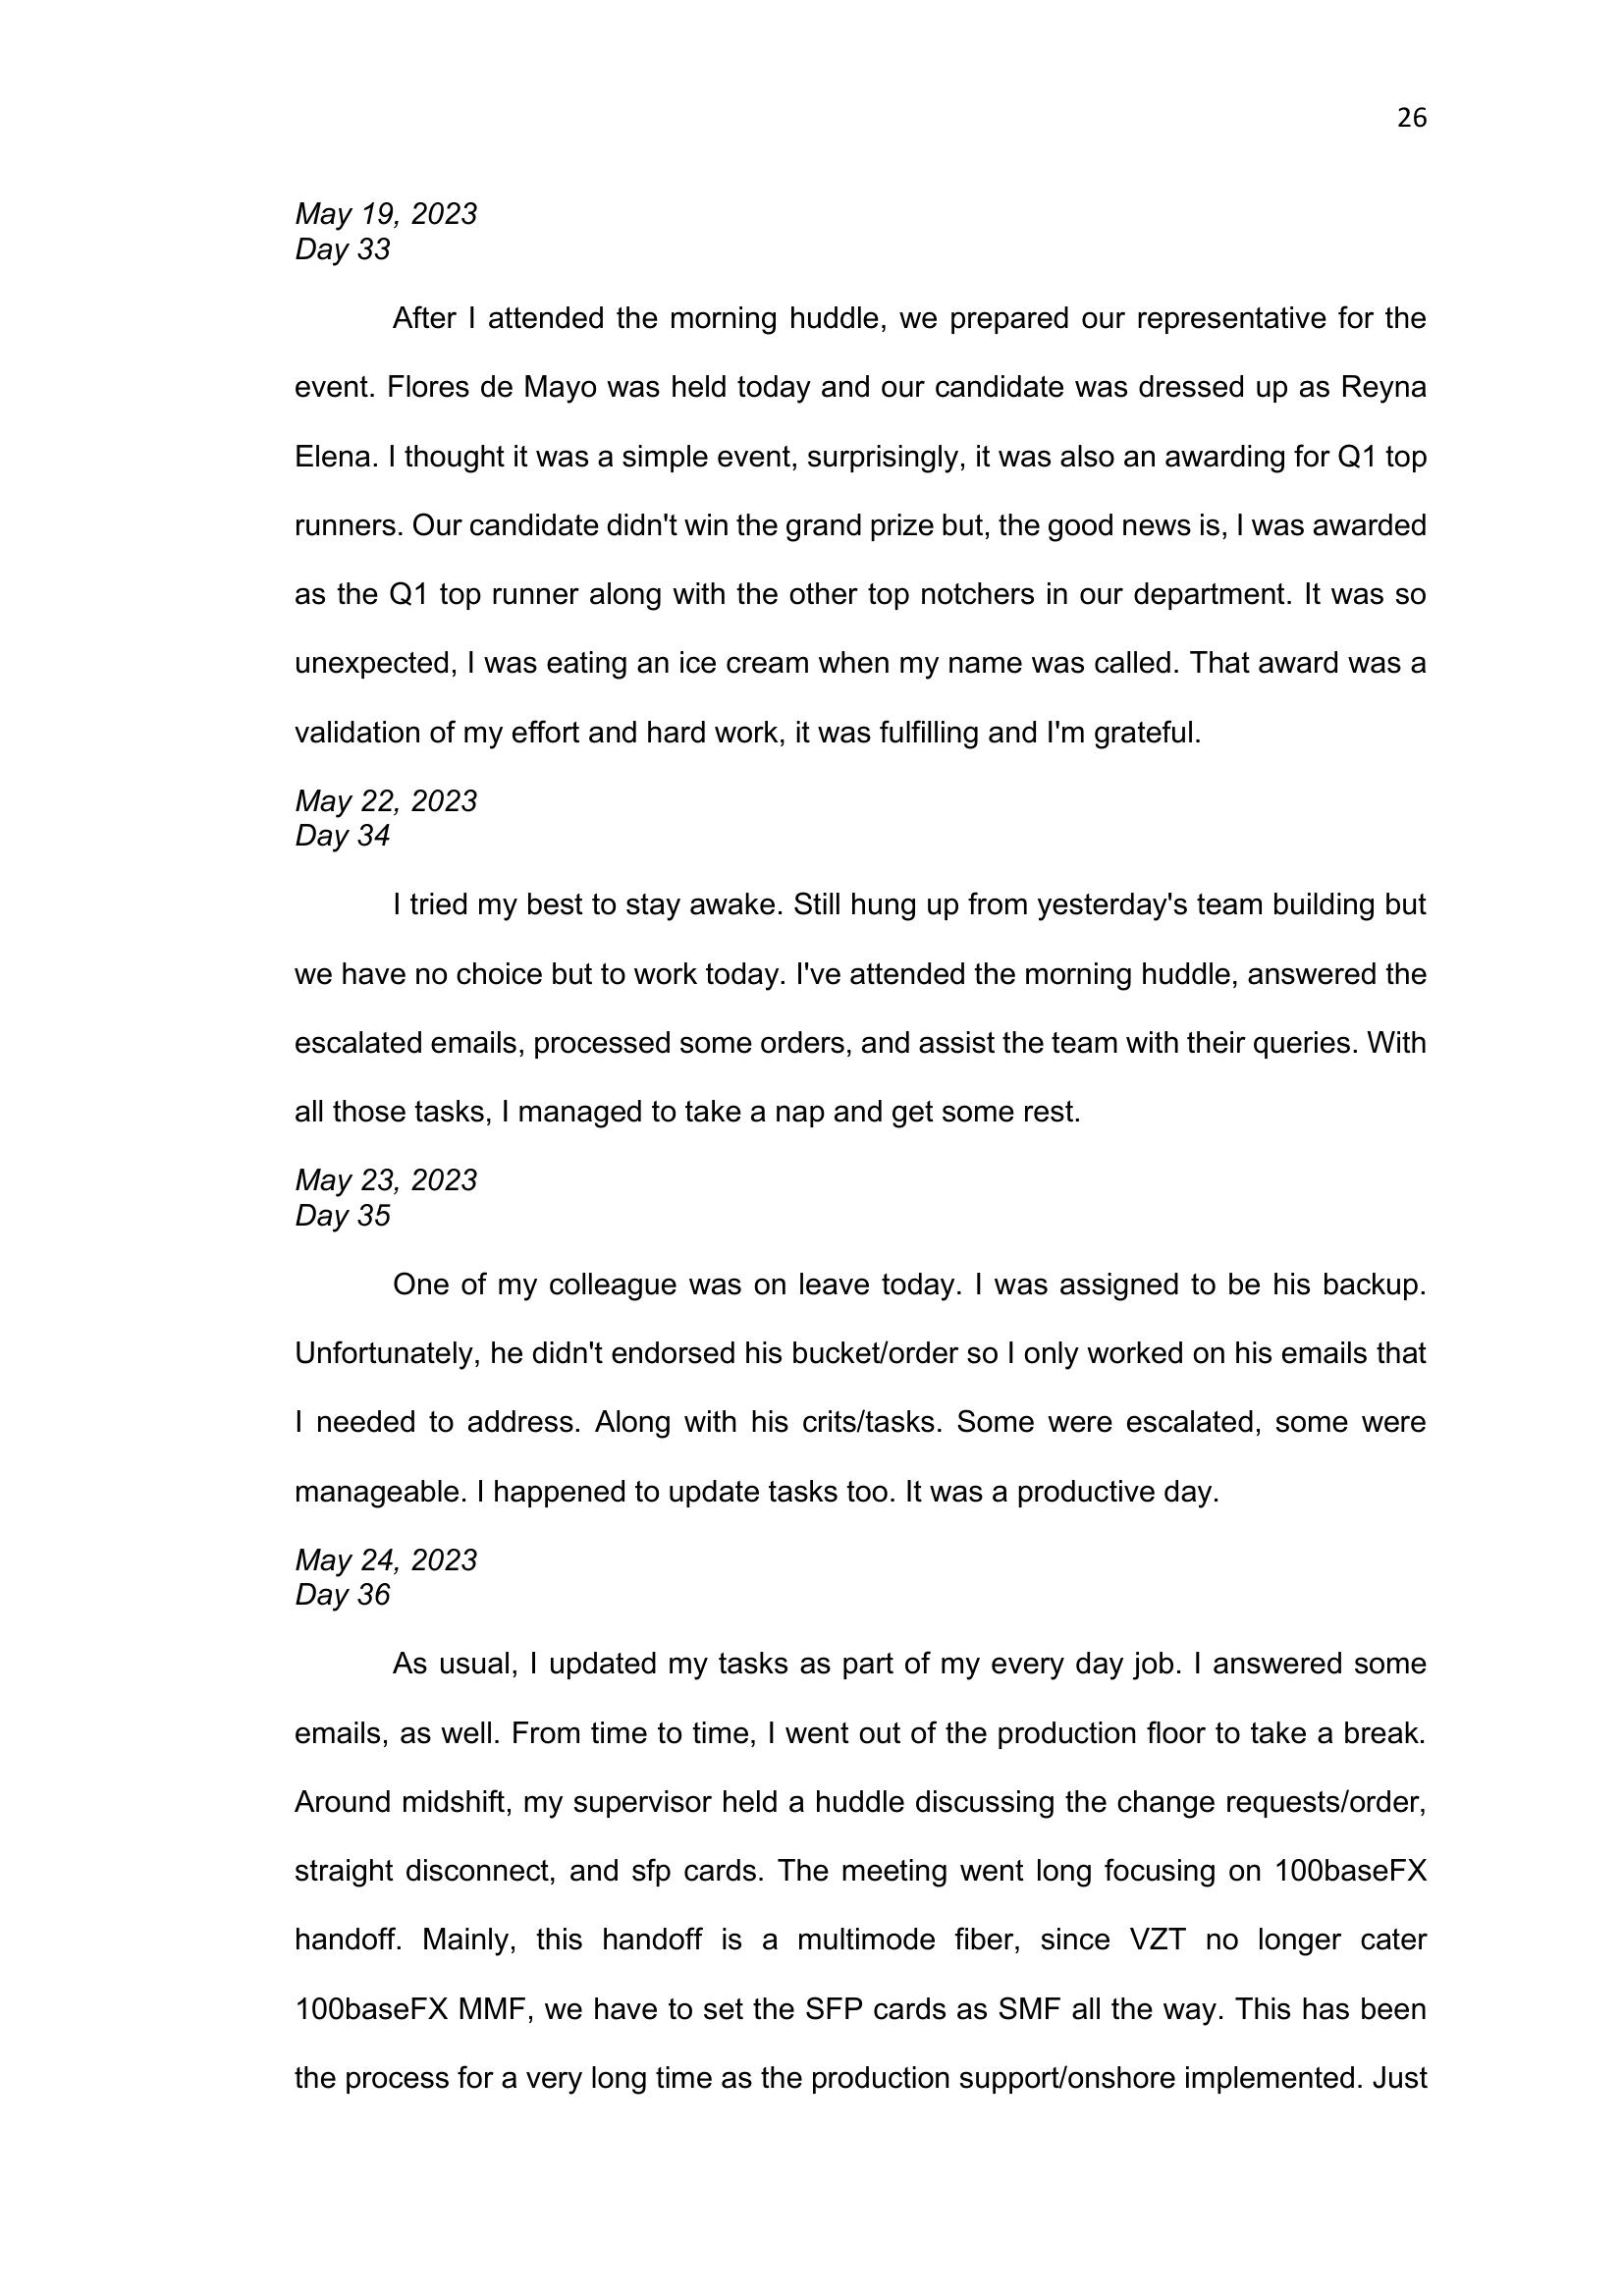 26
May 19, 2023
Day 33
After I attended the morning huddle, we prepared our representative for the
event. Flores de Mayo was held today and our candidate was dressed up as Reyna
Elena. I thought it was a simple event, surprisingly, it was also an awarding for Q1 top
runners. Our candidate didn't win the grand prize but, the good news is, I was awarded
as the Q1 top runner along with the other top notchers in our department. It was so
unexpected, I was eating an ice cream when my name was called. That award was a
validation of my effort and hard work, it was fulfilling and I'm grateful.
May 22, 2023
Day 34
I tried my best to stay awake. Still hung up from yesterday's team building but
we have no choice but to work today. I've attended the morning huddle, answered the
escalated emails, processed some orders, and assist the team with their queries. With
all those tasks, I managed to take a nap and get some rest.
May 23, 2023
Day 35
One of my colleague was on leave today. I was assigned to be his backup.
Unfortunately, he didn't endorsed his bucket/order so I only worked on his emails that
I needed to address. Along with his crits/tasks. Some were escalated, some were
manageable. I happened to update tasks too. It was a productive day.
May 24, 2023
Day 36
As usual, I updated my tasks as part of my every day job. I answered some
emails, as well. From time to time, I went out of the production floor to take a break.
Around midshift, my supervisor held a huddle discussing the change requests/order,
straight disconnect, and sfp cards. The meeting went long focusing on 100baseFX
handoff. Mainly, this handoff is a multimode fiber, since VZT no longer cater
100baseFX MMF, we have to set the SFP cards as SMF all the way. This has been
the process for a very long time as the production support/onshore implemented. Just